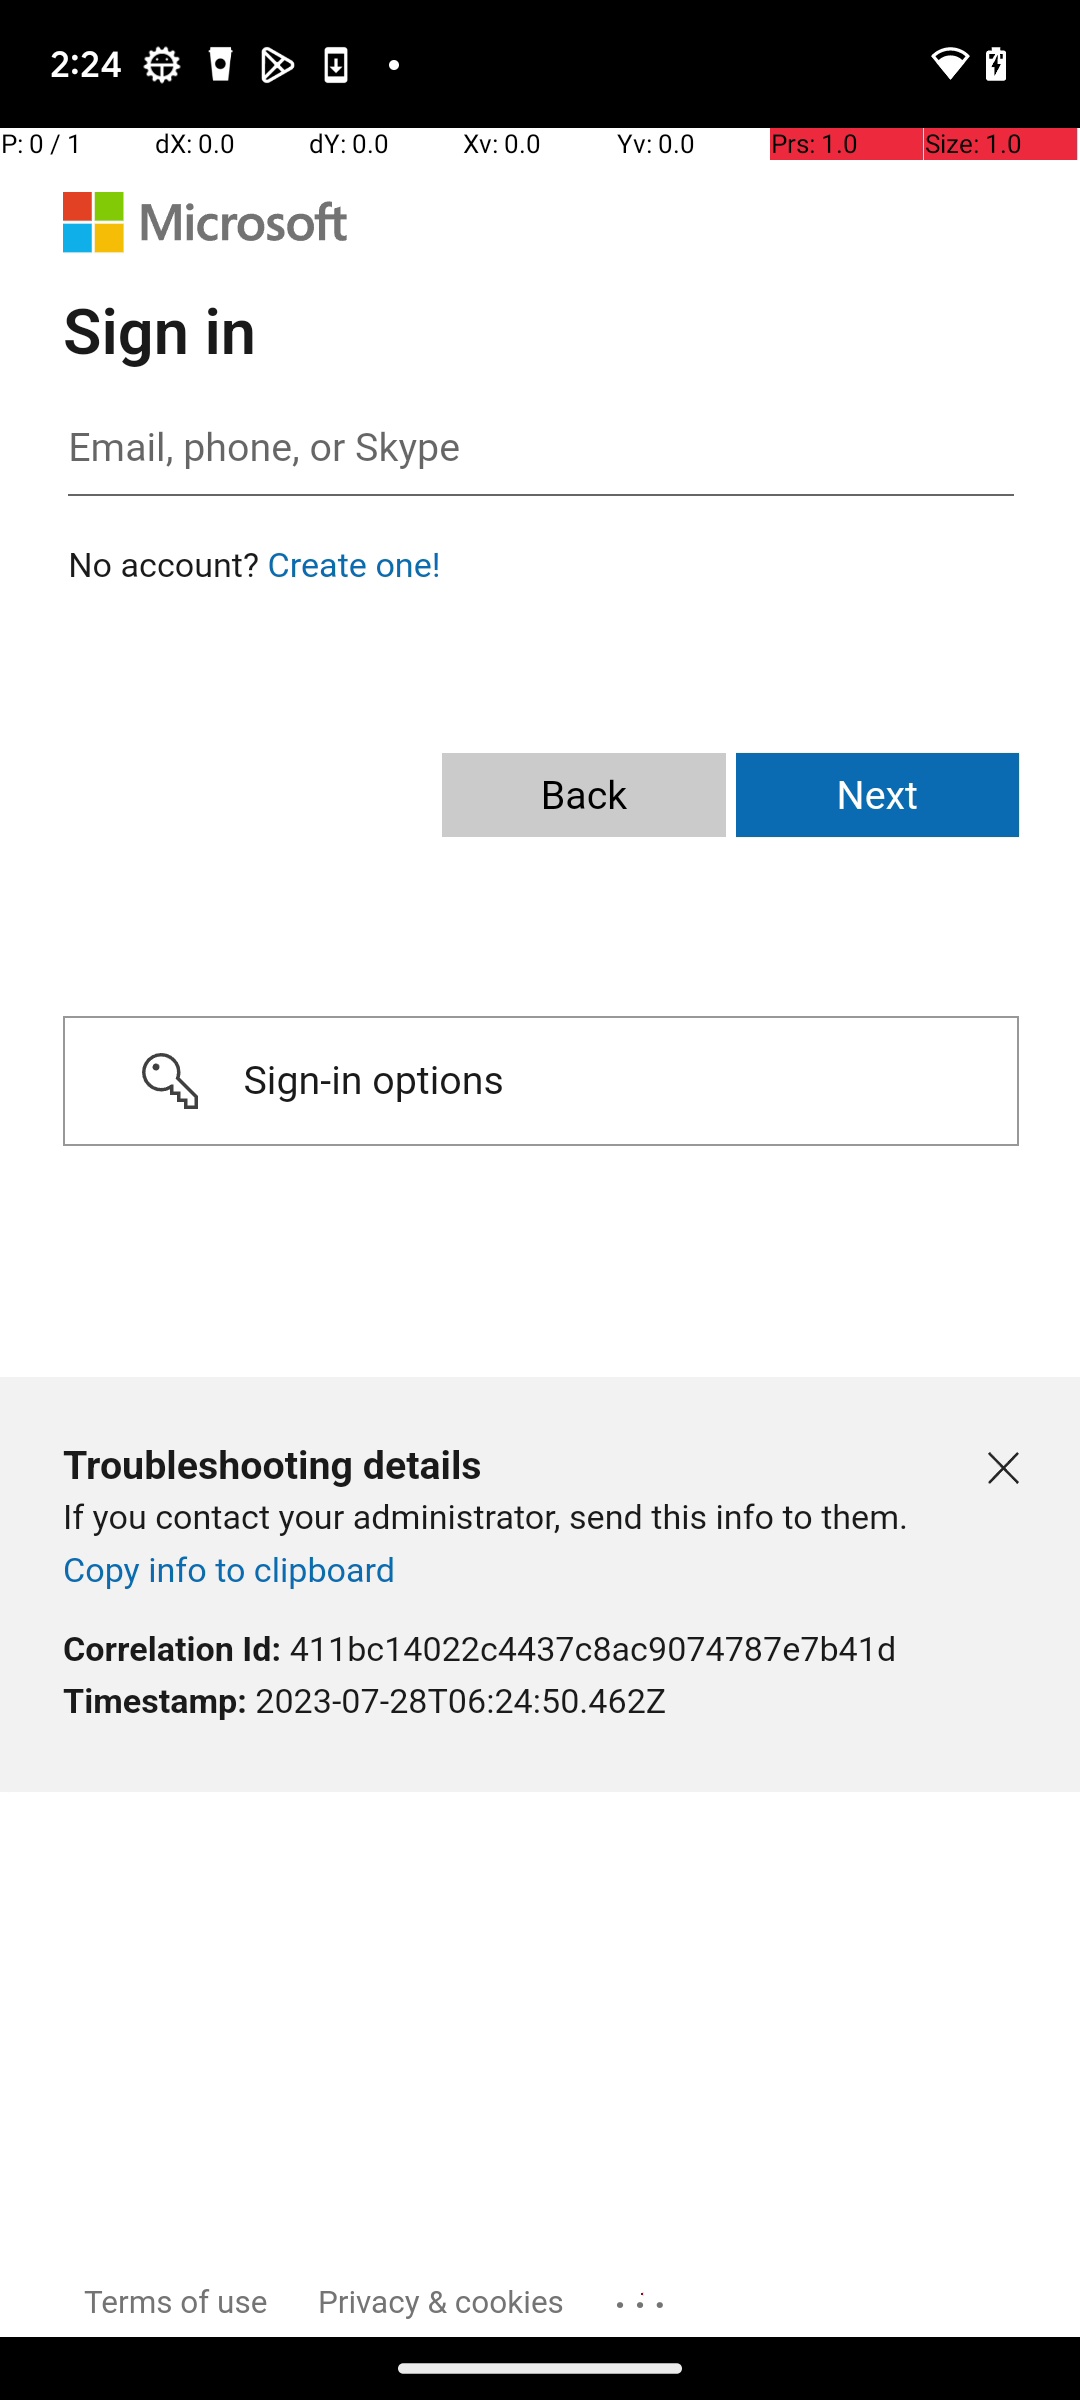 2:24
P: 0 / 1 dX: 0.0 dY: 0.0 Xv: 0.0 Yv: 0.0 Prs: 1.0 Size: 1.0
Microsoft
Sign in
Email, phone, or Skype
No account? Create one!
Back Next
Sign-in options
Troubleshooting details
If you contact your administrator, send this info to them.
Copy info to clipboard
Correlation Id: 411bc14022c4437c8ac9074787e7b41d
Timestamp: 2023-07-28T06:24:50.462Z
Terms of use Privacy & cookies ...